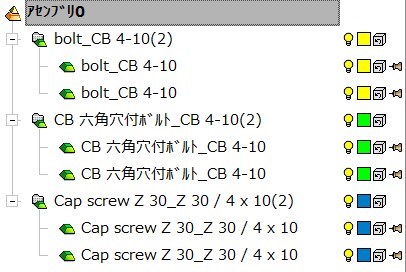 ｱｾﾝﾌﾞﾘ0
bolt_CB 4-10(2)
bolt_CB 4-10
bolt_CB 4-10
CB 六角穴付ﾎﾞﾙﾄ_CB 4-10(2)
CB 六角穴付ﾎﾞﾙﾄ_CB 4-10
CB 六角穴付ﾎﾞﾙﾄ_CB 4-10
Cap screw Z 30_Z 30 / 4 x 10(2)
Cap screw Z 30_Z 30 / 4 x 10
Cap screw Z 30_Z 30 / 4 x 10